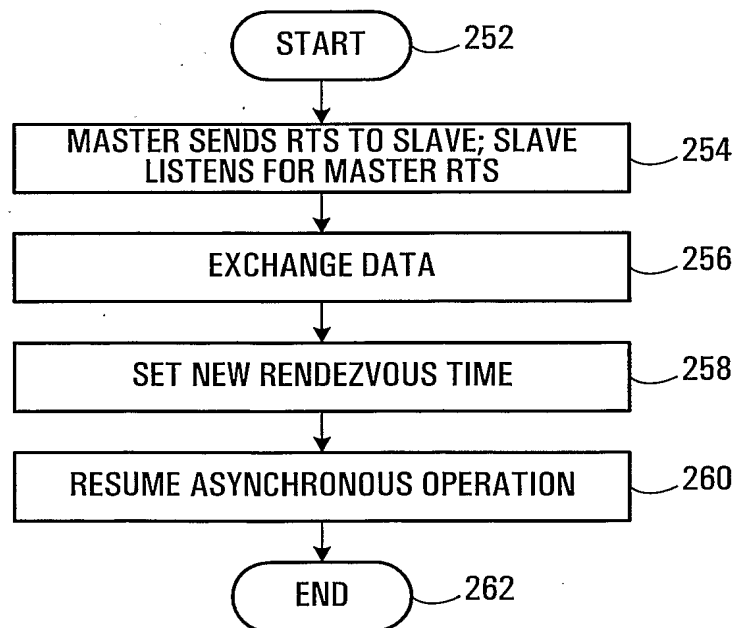 START
252
MASTER SENDS RTS TO SLAVE; SLAVE
LISTENS FOR MASTER RTS
254
EXCHANGE DATA
256
SET NEW RENDEZVOUS TIME
258
RESUME ASYNCHRONOUS OPERATION
260
END
262